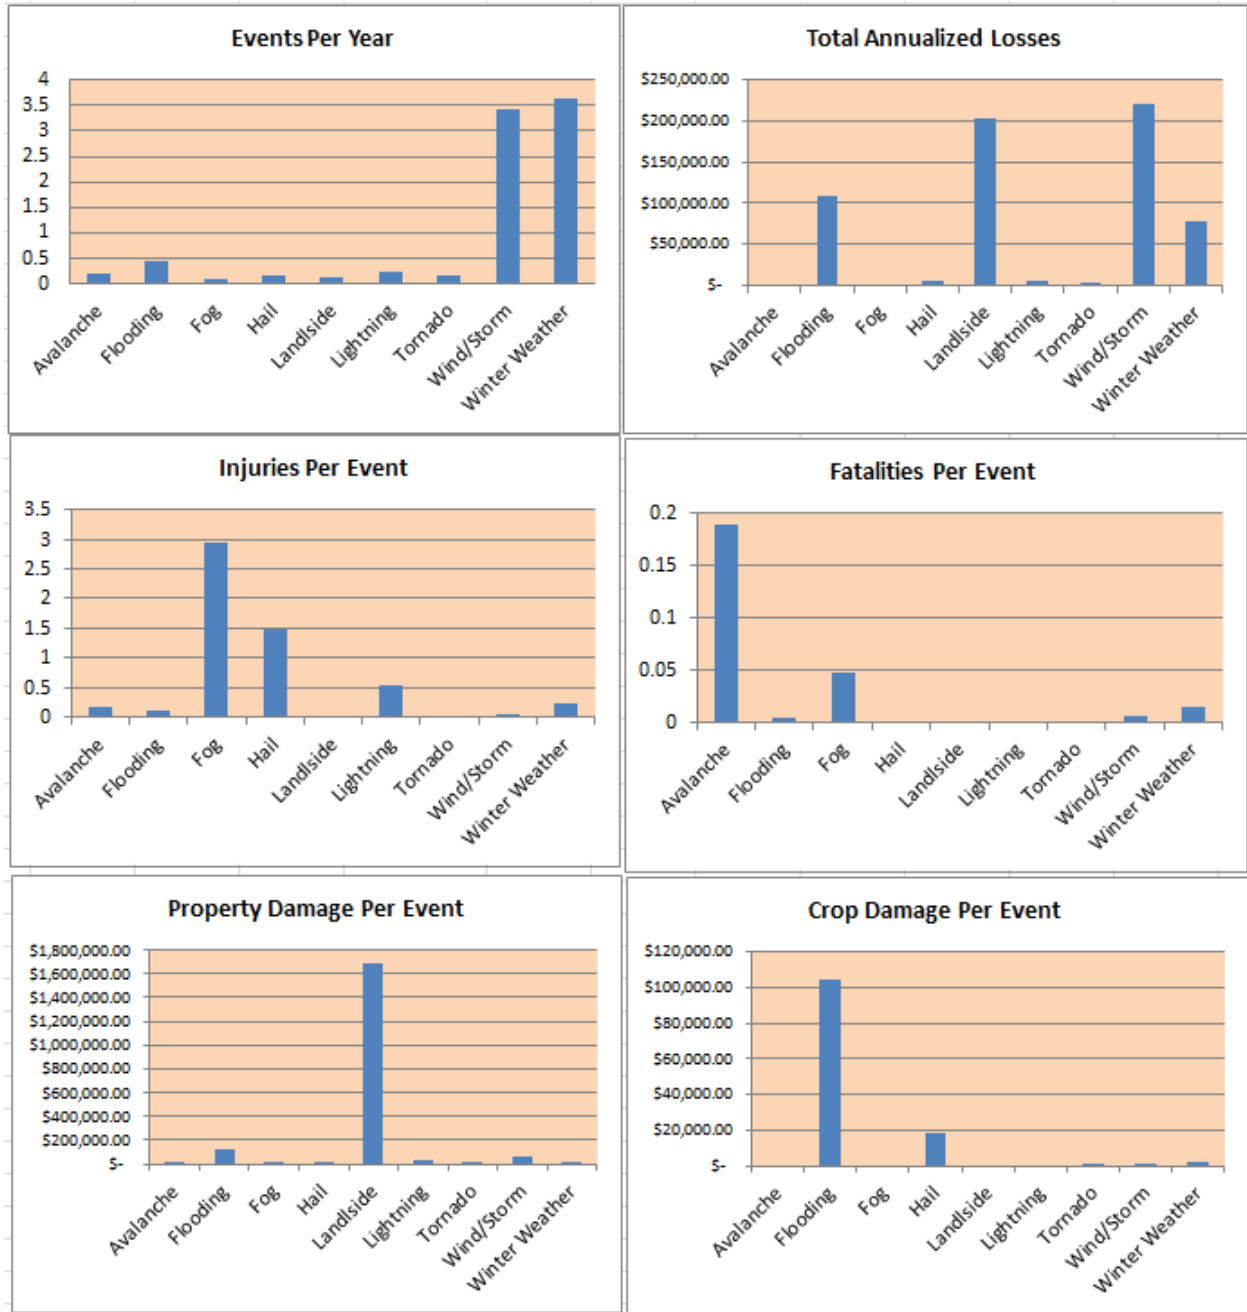 Events Per Year
4
3.5
3
2.5
2
1.5
1
0.5
0
Avalanche
Flooding
Fog
Hail
Landlside
Lightning
Tornado
Wind/Storm
Winter Weather
Total Annualized Losses
$250,000.00
$200,000.00
$150,000.00
$100,000.00
$50,000.00
$-
Avalanche
Flooding
Fog
Hail
Landlside
Lightning
Tornado
Wind/Storm
Winter Weather
Injuries Per Event
3.5
3
2.5
2
1.5
1
0.5
0
Avalanche
Flooding
Fog
Hail
Landlside
Lightning
Tornado
Wind/Storm
Winter Weather
Fatalities Per Event
0.2
0.15
0.1
0.05
0
Avalanche
Flooding
Fog
Hail
Landlside
Lightning
Tornado
Wind/Storm
Winter Weather
Property Damage Per Event
$1,800,000.00
$1,600,000.00
$1,400,000.00
$1,200,000.00
$1,000,000.00
$800,000.00
$600,000.00
$400,000.00
$200,000.00
$-
Avalanche
Flooding
Fog
Hail
Landlside
Lightning
Tornado
Wind/Storm
Winter Weather
Crop Damage Per Event
$120,000.00
$100,000.00
$80,000.00
$60,000.00
$40,000.00
$20,000.00
$-
Avalanche
Flooding
Fog
Hail
Landlside
Lightning
Tornado
Wind/Storm
Winter Weather